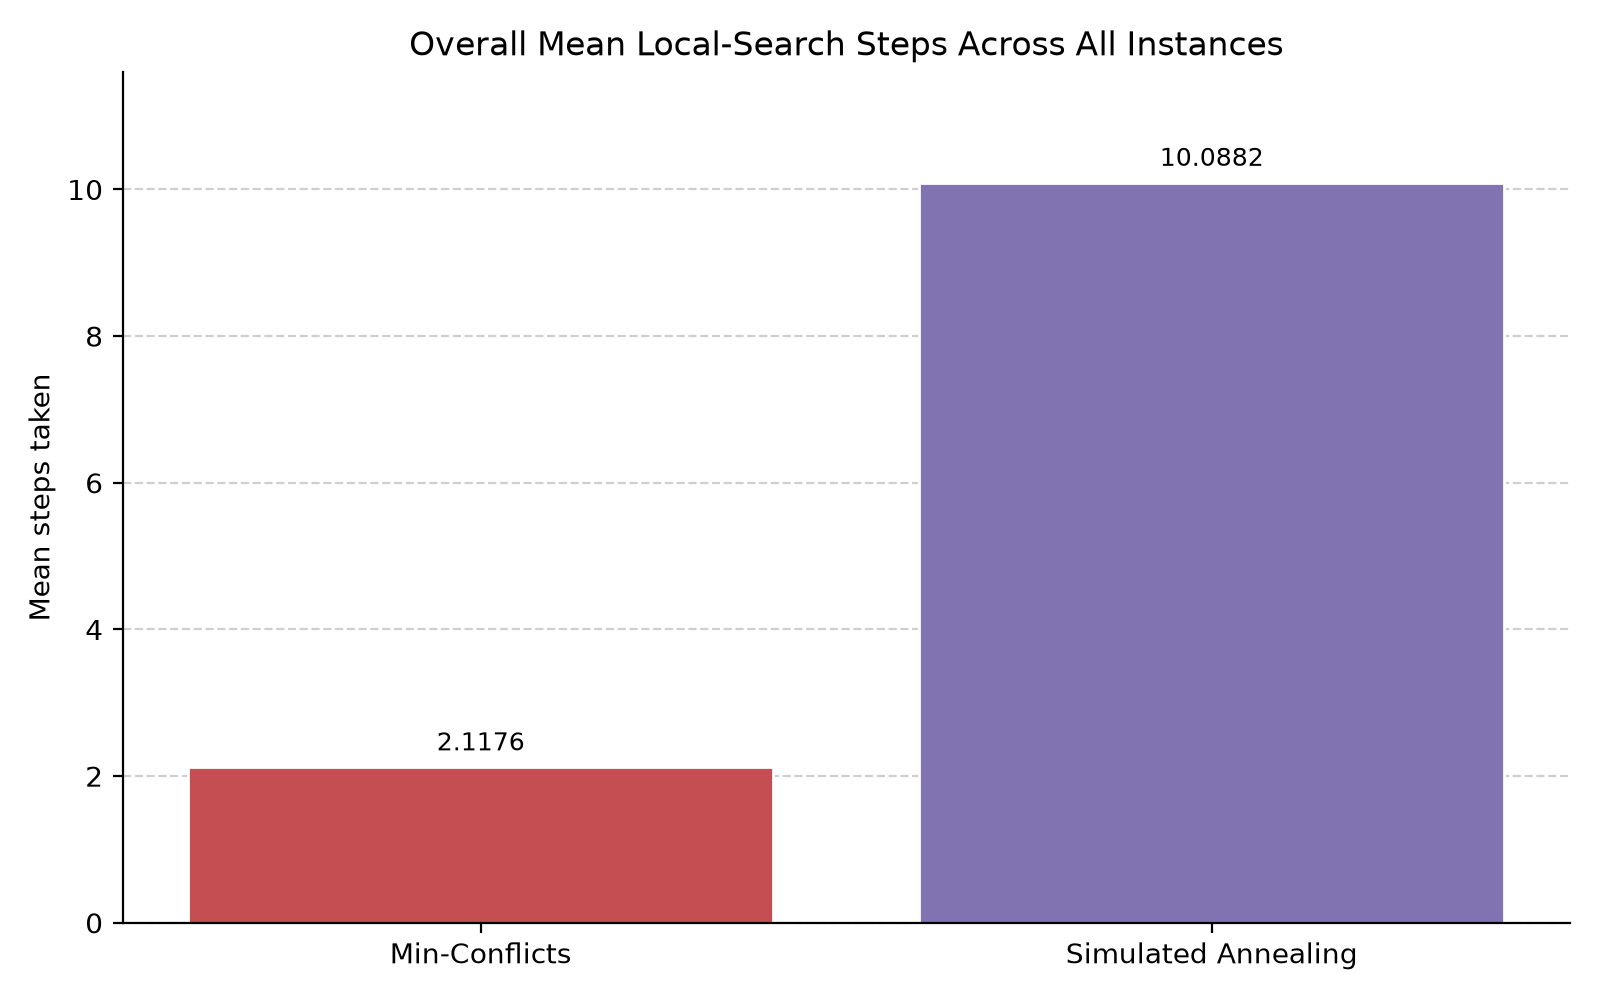 Overall Mean Local-Search Steps Across All Instances
Mean steps taken
10
8
6
4
2
0
2.1176
10.0882
Min-Conflicts
Simulated Annealing